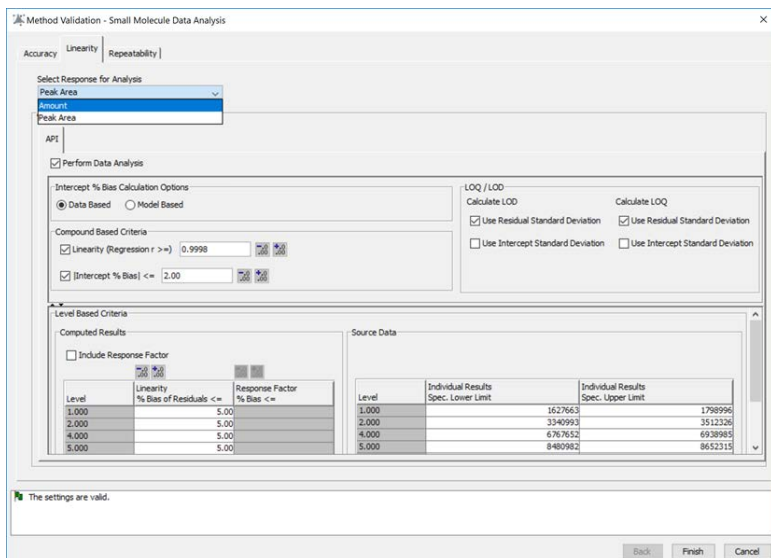 Method Validation - Small Molecule Data Analysis
Accuracy Linearity Repeatability
Select Response for Analysis
Peak Area
Amount
Peak Area
API
Perform Data Analysis
Intercept % Bias Calculation Options
Data Based Model Based
LOQ / LOD
Calculate LOD Calculate LOQ
Use Residual Standard Deviation Use Residual Standard Deviation
Use Intercept Standard Deviation Use Intercept Standard Deviation
Compound Based Criteria
Linearity (Regression r >=) 0.9998
|Intercept % Bias| <= 2.00
Level Based Criteria
Computed Results
Include Response Factor
Level Linearity % Bias of Residuals <= Response Factor % Bias <=
1.000 5.00
2.000 5.00
4.000 5.00
5.000 5.00
Source Data
Level Individual Results Spec. Lower Limit Individual Results Spec. Upper Limit
1.000 1627663 1798996
2.000 3340993 3512326
4.000 6767652 6938985
5.000 8480982 8652315
The settings are valid.
Back Finish Cancel